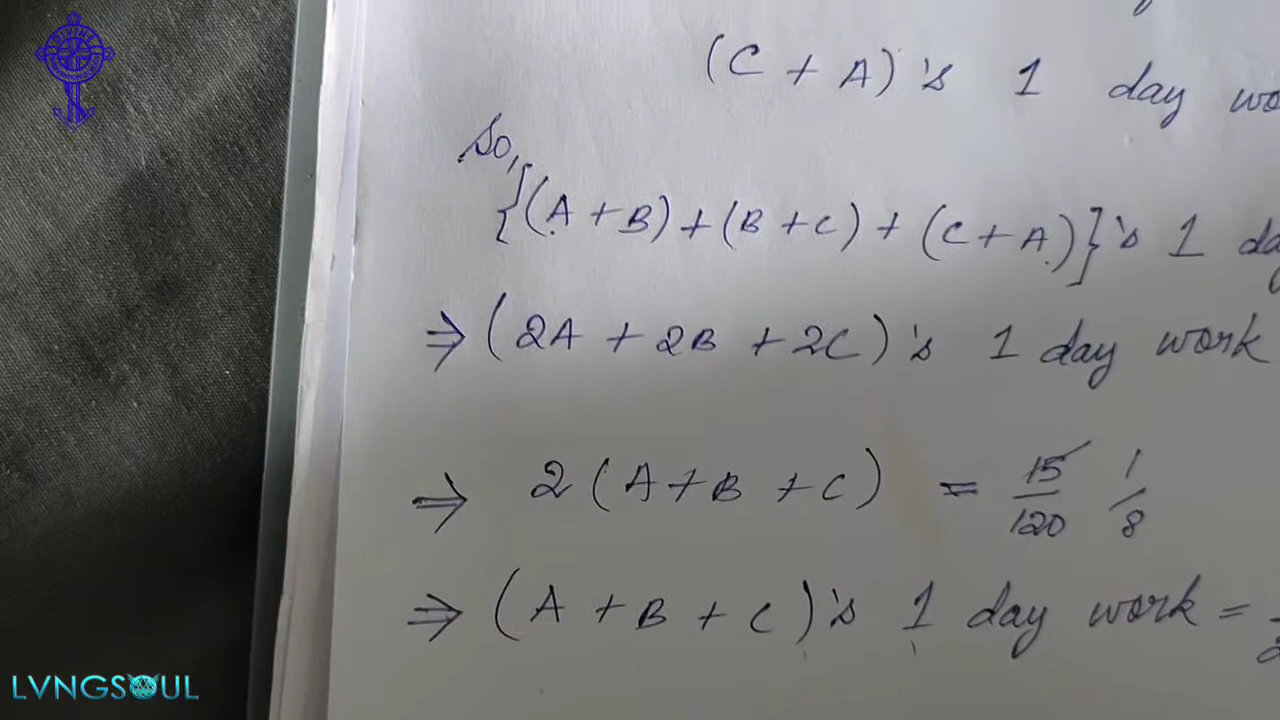 DIVINE
(C + A)'s 1 day
So,
{(A + B) + (B + C) + (C + A)}'s 1
⇒ (2A + 2B + 2C)'s 1 day work
⇒ 2 (A + B + C) = 15/120 1/8
⇒ (A + B + C)'s 1 day work =
LVNGSOUL